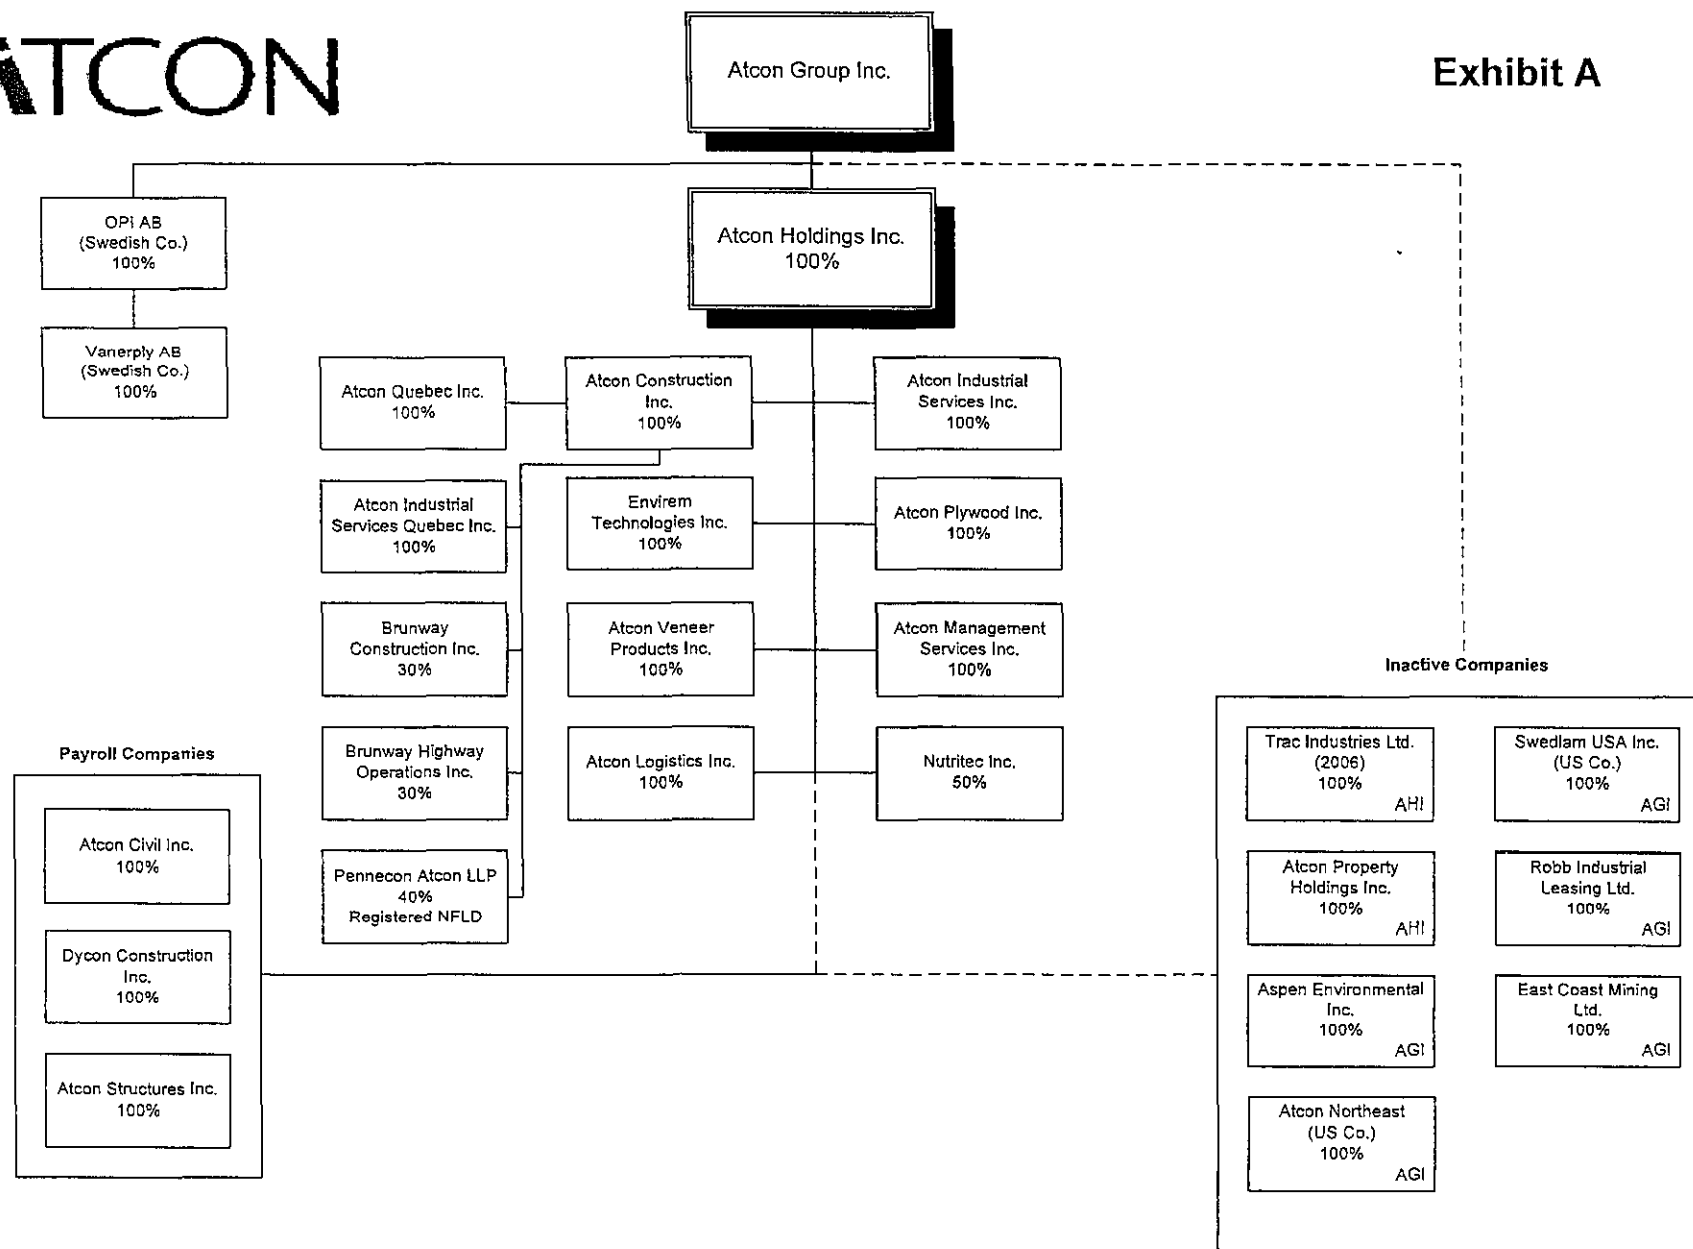 ATCON
Exhibit A
Atcon Group Inc.
Atcon Holdings Inc.
100%
OPI AB
(Swedish Co.)
100%
Vanerply AB
(Swedish Co.)
100%
Atcon Quebec Inc.
100%
Atcon Construction
Inc.
100%
Atcon Industrial
Services Inc.
100%
Atcon Industrial
Services Quebec Inc.
100%
Envirem
Technologies Inc.
100%
Atcon Plywood Inc.
100%
Brunway
Construction Inc.
30%
Atcon Veneer
Products Inc.
100%
Atcon Management
Services Inc.
100%
Brunway Highway
Operations Inc.
30%
Atcon Logistics Inc.
100%
Nutritec Inc.
50%
Pennecon Atcon LLP
40%
Registered NFLD
Payroll Companies
Atcon Civil Inc.
100%
Dycon Construction
Inc.
100%
Atcon Structures Inc.
100%
Inactive Companies
Trac Industries Ltd.
(2006)
100%
AHI
Swedlam USA Inc.
(US Co.)
100%
AGI
Atcon Property
Holdings Inc.
100%
AHI
Robb Industrial
Leasing Ltd.
100%
AGI
Aspen Environmental
Inc.
100%
AGI
East Coast Mining
Ltd.
100%
AGI
Atcon Northeast
(US Co.)
100%
AGI